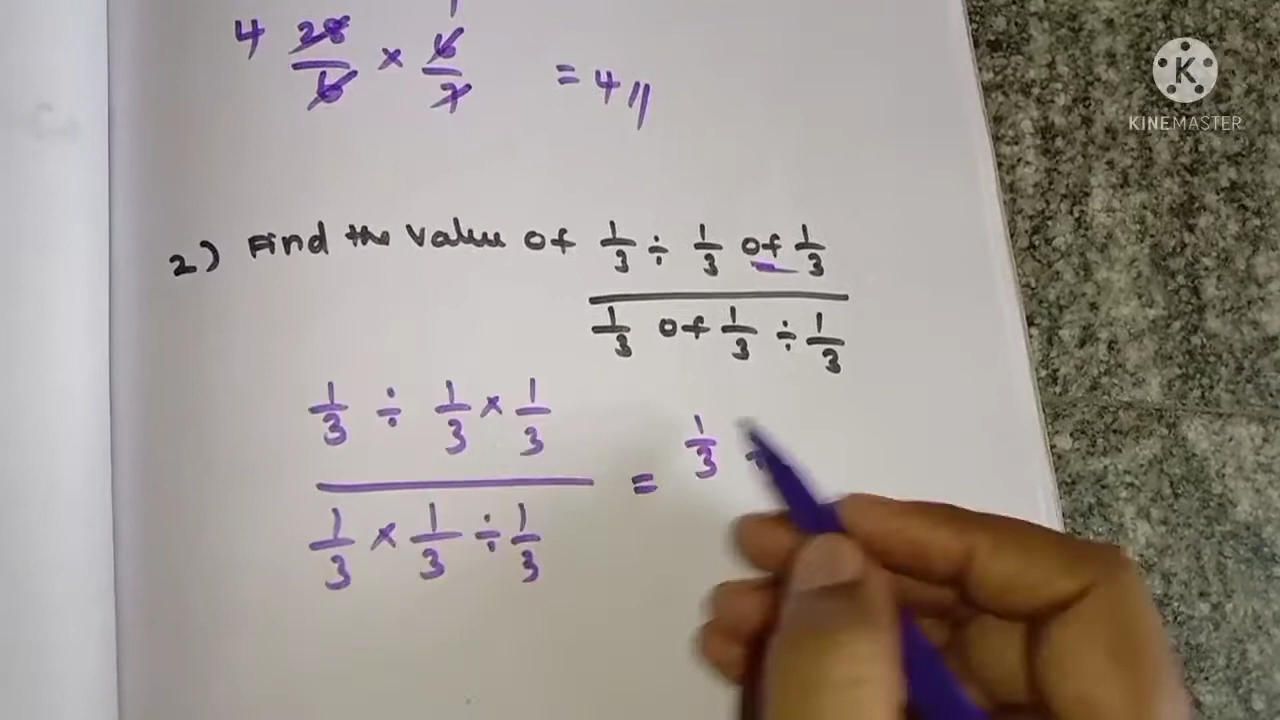 4 28/6 × 6/7 = 4 //
1
K
KINEMASTER
2) Find the value of 1/3 ÷ 1/3 of 1/3
1/3 of 1/3 ÷ 1/3
1/3 ÷ 1/3 × 1/3
= 1/3 ÷
1/3 × 1/3 ÷ 1/3